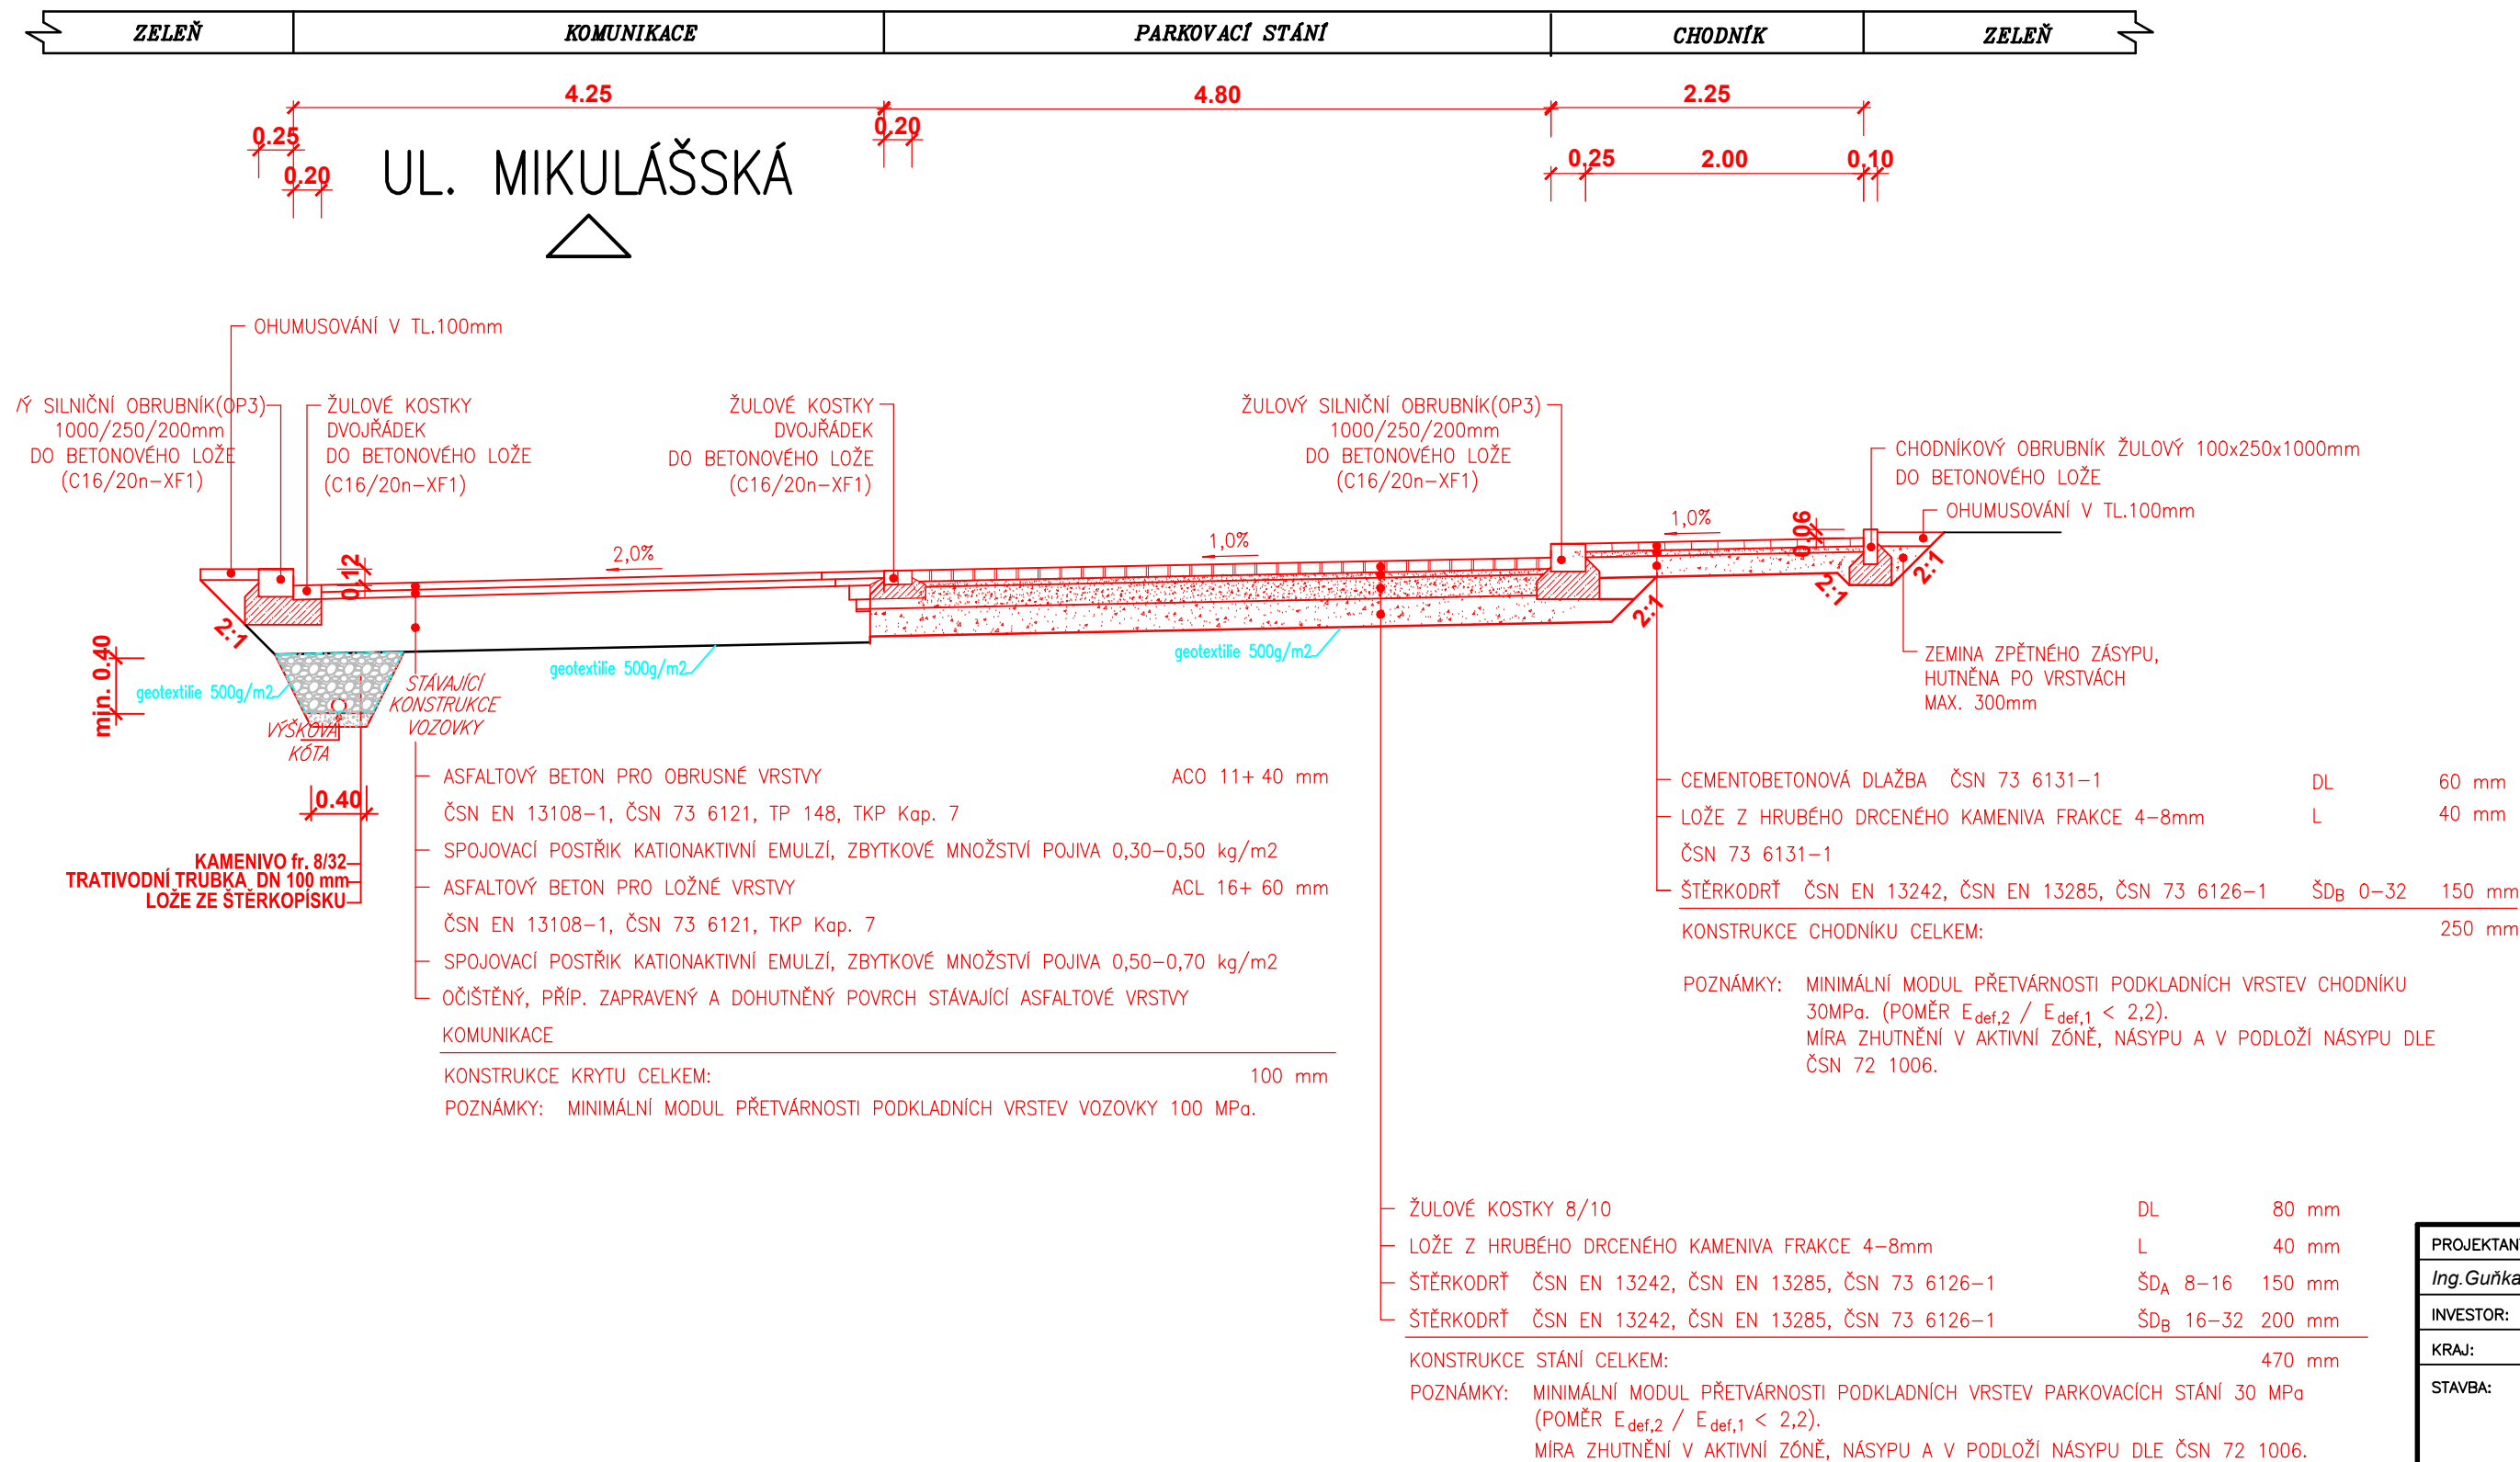 ZELEŇ KOMUNIKACE PARKOVACÍ STÁNÍ CHODNÍK ZELEŇ
4.25 4.80 2.25
0.25 0.20
0.20 0.25 2.00 0.10
UL. MIKULÁŠSKÁ
OHUMUSOVÁNÍ V TL.100mm
SILNIČNÍ OBRUBNÍK(OP3)
1000/250/200mm
DO BETONOVÉHO LOŽE
(C16/20n-XF1)
ŽULOVÉ KOSTKY
DVOJŘÁDEK
DO BETONOVÉHO LOŽE
(C16/20n-XF1)
ŽULOVÉ KOSTKY
DVOJŘÁDEK
DO BETONOVÉHO LOŽE
(C16/20n-XF1)
ŽULOVÝ SILNIČNÍ OBRUBNÍK(OP3)
1000/250/200mm
DO BETONOVÉHO LOŽE
(C16/20n-XF1)
CHODNÍKOVÝ OBRUBNÍK ŽULOVÝ 100x250x1000mm
DO BETONOVÉHO LOŽE
OHUMUSOVÁNÍ V TL.100mm
0.12
2,0%
1,0%
1,0%
0.06
2:1
2:1
2:1
2:1
min. 0.40
geotextilie 500g/m2
geotextilie 500g/m2
geotextilie 500g/m2
ZEMINA ZPĚTNÉHO ZÁSYPU,
HUTNĚNA PO VRSTVÁCH
MAX. 300mm
STÁVAJÍCÍ
KONSTRUKCE
VOZOVKY
VÝŠKOVÁ
KÓTA
0.40
KAMENIVO fr. 8/32
TRATIVODNÍ TRUBKA DN 100 mm
LOŽE ZE ŠTĚRKOPÍSKU
ASFALTOVÝ BETON PRO OBRUSNÉ VRSTVY ACO 11+ 40 mm
ČSN EN 13108-1, ČSN 73 6121, TP 148, TKP Kap. 7
SPOJOVACÍ POSTŘIK KATIONAKTIVNÍ EMULZÍ, ZBYTKOVÉ MNOŽSTVÍ POJIVA 0,30-0,50 kg/m2
ASFALTOVÝ BETON PRO LOŽNÉ VRSTVY ACL 16+ 60 mm
ČSN EN 13108-1, ČSN 73 6121, TKP Kap. 7
SPOJOVACÍ POSTŘIK KATIONAKTIVNÍ EMULZÍ, ZBYTKOVÉ MNOŽSTVÍ POJIVA 0,50-0,70 kg/m2
OČIŠTĚNÝ, PŘÍP. ZAPRAVENÝ A DOHUTNĚNÝ POVRCH STÁVAJÍCÍ ASFALTOVÉ VRSTVY
KOMUNIKACE
KONSTRUKCE KRYTU CELKEM: 100 mm
POZNÁMKY: MINIMÁLNÍ MODUL PŘETVÁRNOSTI PODKLADNÍCH VRSTEV VOZOVKY 100 MPa.
CEMENTOBETONOVÁ DLAŽBA ČSN 73 6131-1 DL 60 mm
LOŽE Z HRUBÉHO DRCENÉHO KAMENIVA FRAKCE 4-8mm L 40 mm
ČSN 73 6131-1
ŠTĚRKODRŤ ČSN EN 13242, ČSN EN 13285, ČSN 73 6126-1 ŠDB 0-32 150 mm
KONSTRUKCE CHODNÍKU CELKEM: 250 mm
POZNÁMKY: MINIMÁLNÍ MODUL PŘETVÁRNOSTI PODKLADNÍCH VRSTEV CHODNÍKU
30MPa. (POMĚR Edef,2 / Edef,1 < 2,2).
MÍRA ZHUTNĚNÍ V AKTIVNÍ ZÓNĚ, NÁSYPU A V PODLOŽÍ NÁSYPU DLE
ČSN 72 1006.
ŽULOVÉ KOSTKY 8/10 DL 80 mm
LOŽE Z HRUBÉHO DRCENÉHO KAMENIVA FRAKCE 4-8mm L 40 mm
ŠTĚRKODRŤ ČSN EN 13242, ČSN EN 13285, ČSN 73 6126-1 ŠDA 8-16 150 mm
ŠTĚRKODRŤ ČSN EN 13242, ČSN EN 13285, ČSN 73 6126-1 ŠDB 16-32 200 mm
KONSTRUKCE STÁNÍ CELKEM: 470 mm
POZNÁMKY: MINIMÁLNÍ MODUL PŘETVÁRNOSTI PODKLADNÍCH VRSTEV PARKOVACÍCH STÁNÍ 30 MPa
(POMĚR Edef,2 / Edef,1 < 2,2).
MÍRA ZHUTNĚNÍ V AKTIVNÍ ZÓNĚ, NÁSYPU A V PODLOŽÍ NÁSYPU DLE ČSN 72 1006.
PROJEKTAN
Ing.Guňka
INVESTOR:
KRAJ:
STAVBA: